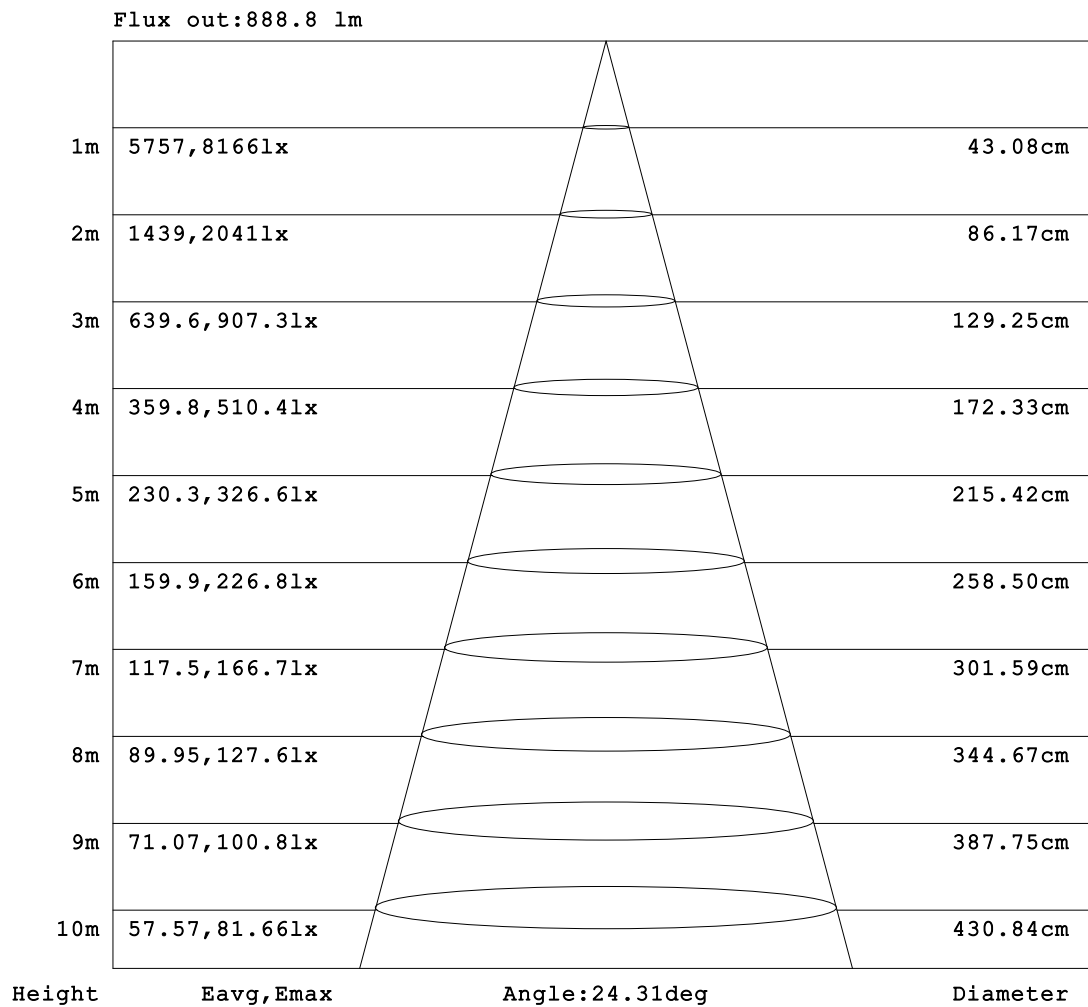 Flux out:888.8 lm
1m 5757,8166lx 43.08cm
2m 1439,2041lx 86.17cm
3m 639.6,907.3lx 129.25cm
4m 359.8,510.4lx 172.33cm
5m 230.3,326.6lx 215.42cm
6m 159.9,226.8lx 258.50cm
7m 117.5,166.7lx 301.59cm
8m 89.95,127.6lx 344.67cm
9m 71.07,100.8lx 387.75cm
10m 57.57,81.66lx 430.84cm
Height Eavg,Emax Angle:24.31deg Diameter